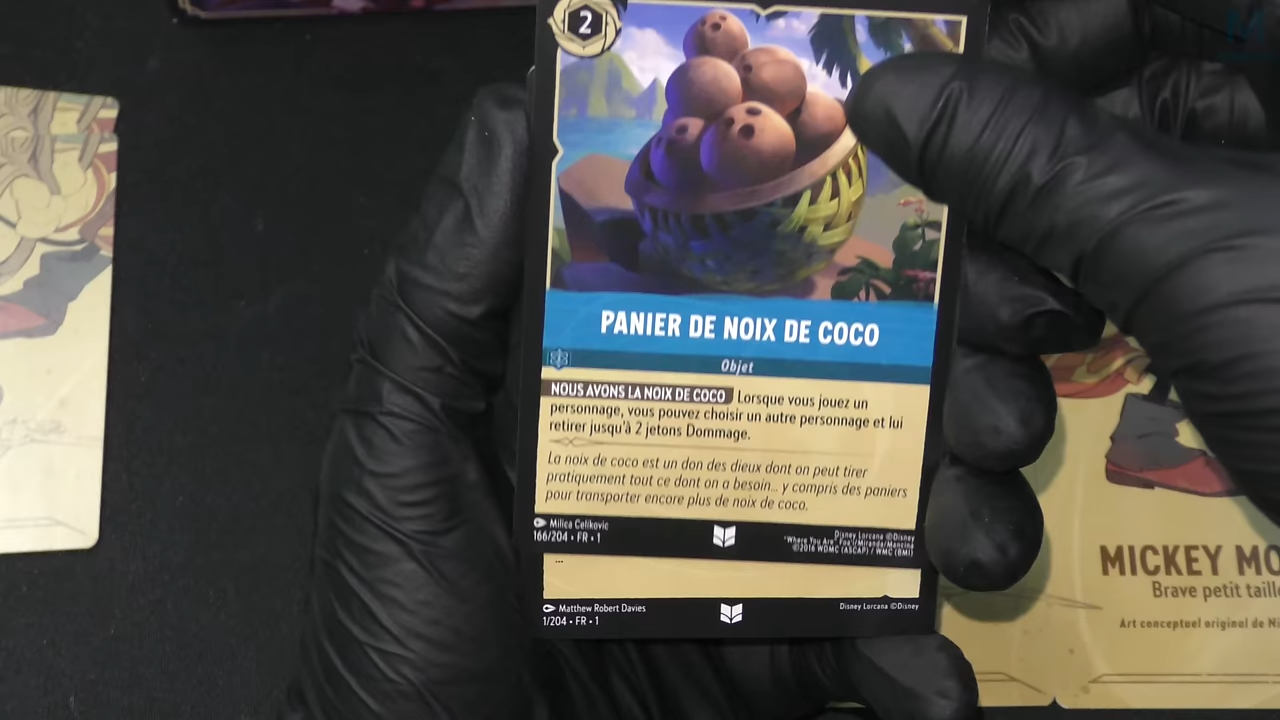 2
PANIER DE NOIX DE COCO
Objet
NOUS AVONS LA NOIX DE COCO Lorsque vous jouez un
personnage, vous pouvez choisir un autre personnage et lui
retirer jusqu'à 2 jetons Dommage.
La noix de coco est un don des dieux dont on peut tirer
pratiquement tout ce dont on a besoin... y compris des paniers
pour transporter encore plus de noix de coco.
Milica Celikovic
166/204 • FR • 1
Disney Lorcana ©Disney
"Where You Are" Foa'i/Miranda/Mancina
©2016 WDMC (ASCAP) / WMC (BMI)
...
Matthew Robert Davies
1/204 • FR • 1
Disney Lorcana ©Disney
MICKEY MO
Brave petit taille
Art conceptuel original de Ni